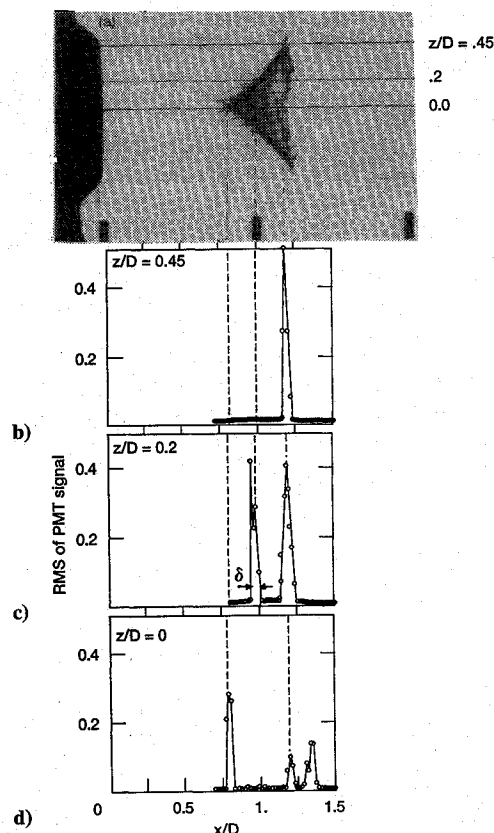 (a)
z/D = .45
.2
0.0
z/D = 0.45
0.4
0.2
b)
z/D = 0.2
0.4
0.2
δ
RMS of PMT signal
c)
z/D = 0
0.4
0.2
d)
0 0.5 1. 1.5
x/D